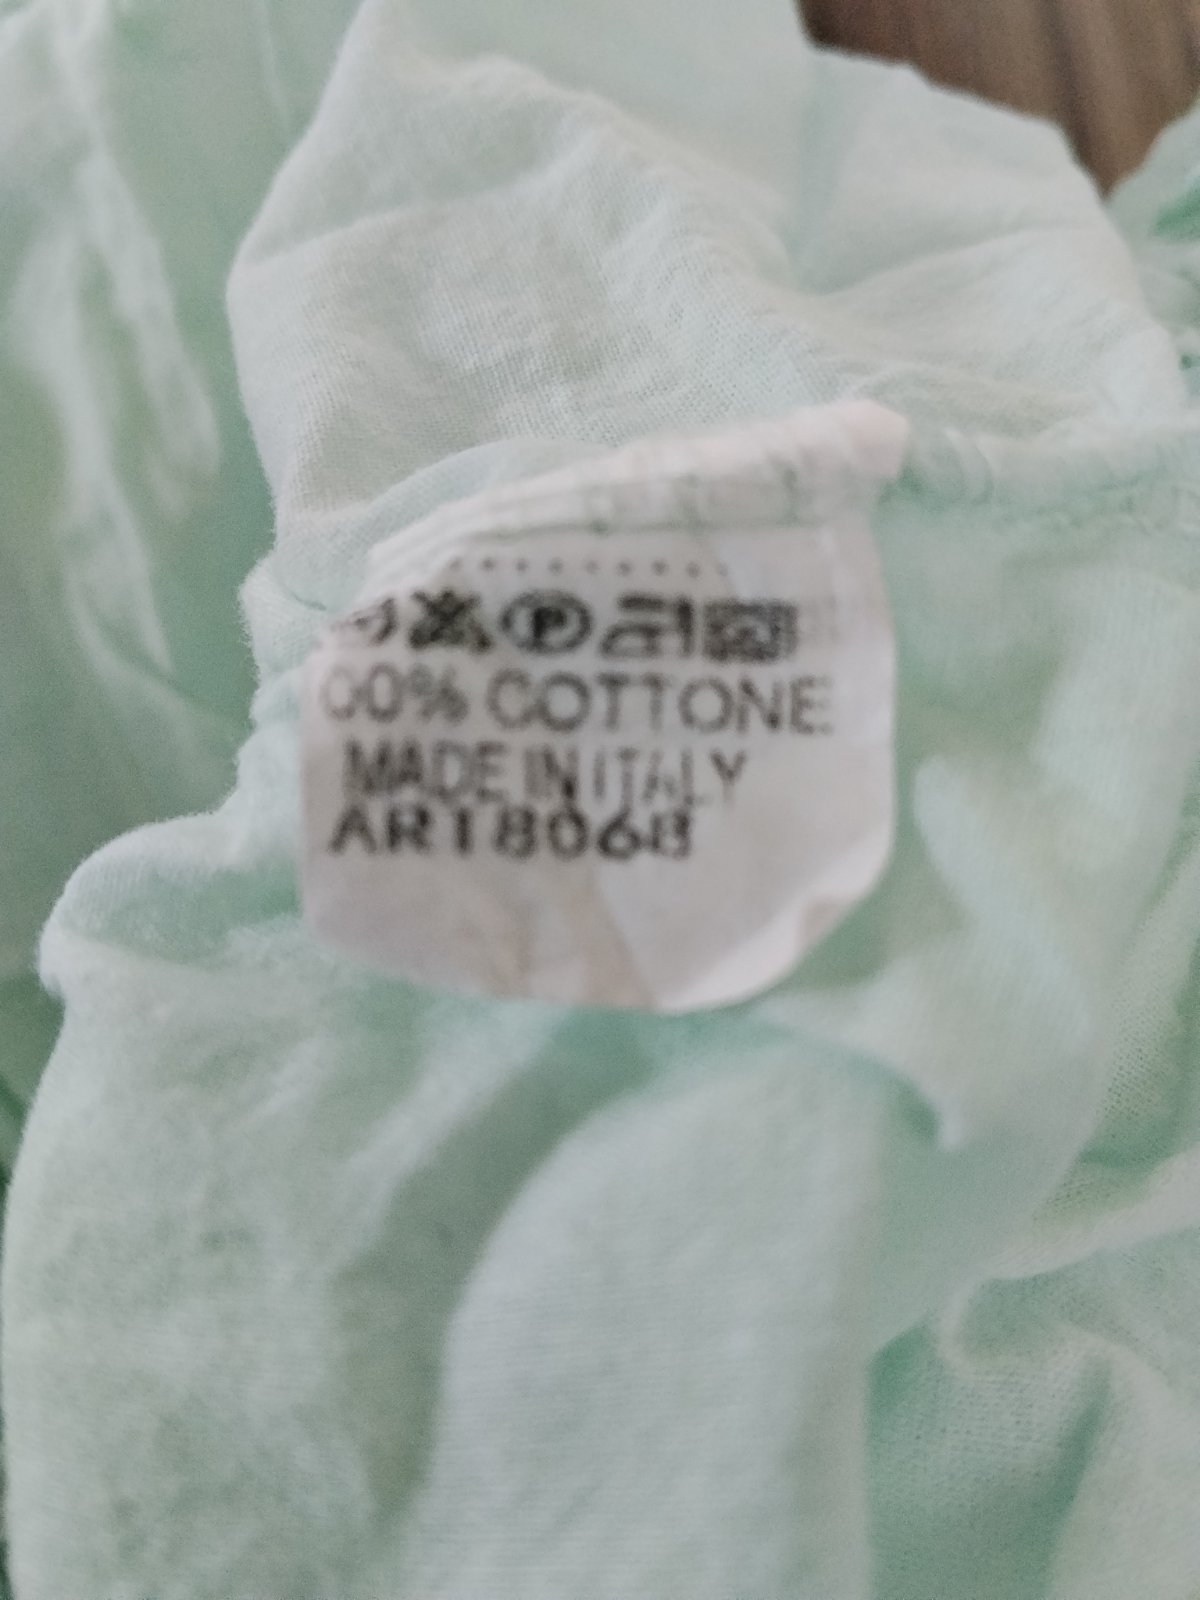 00% COTTONE
MADE IN ITALY
ART8068